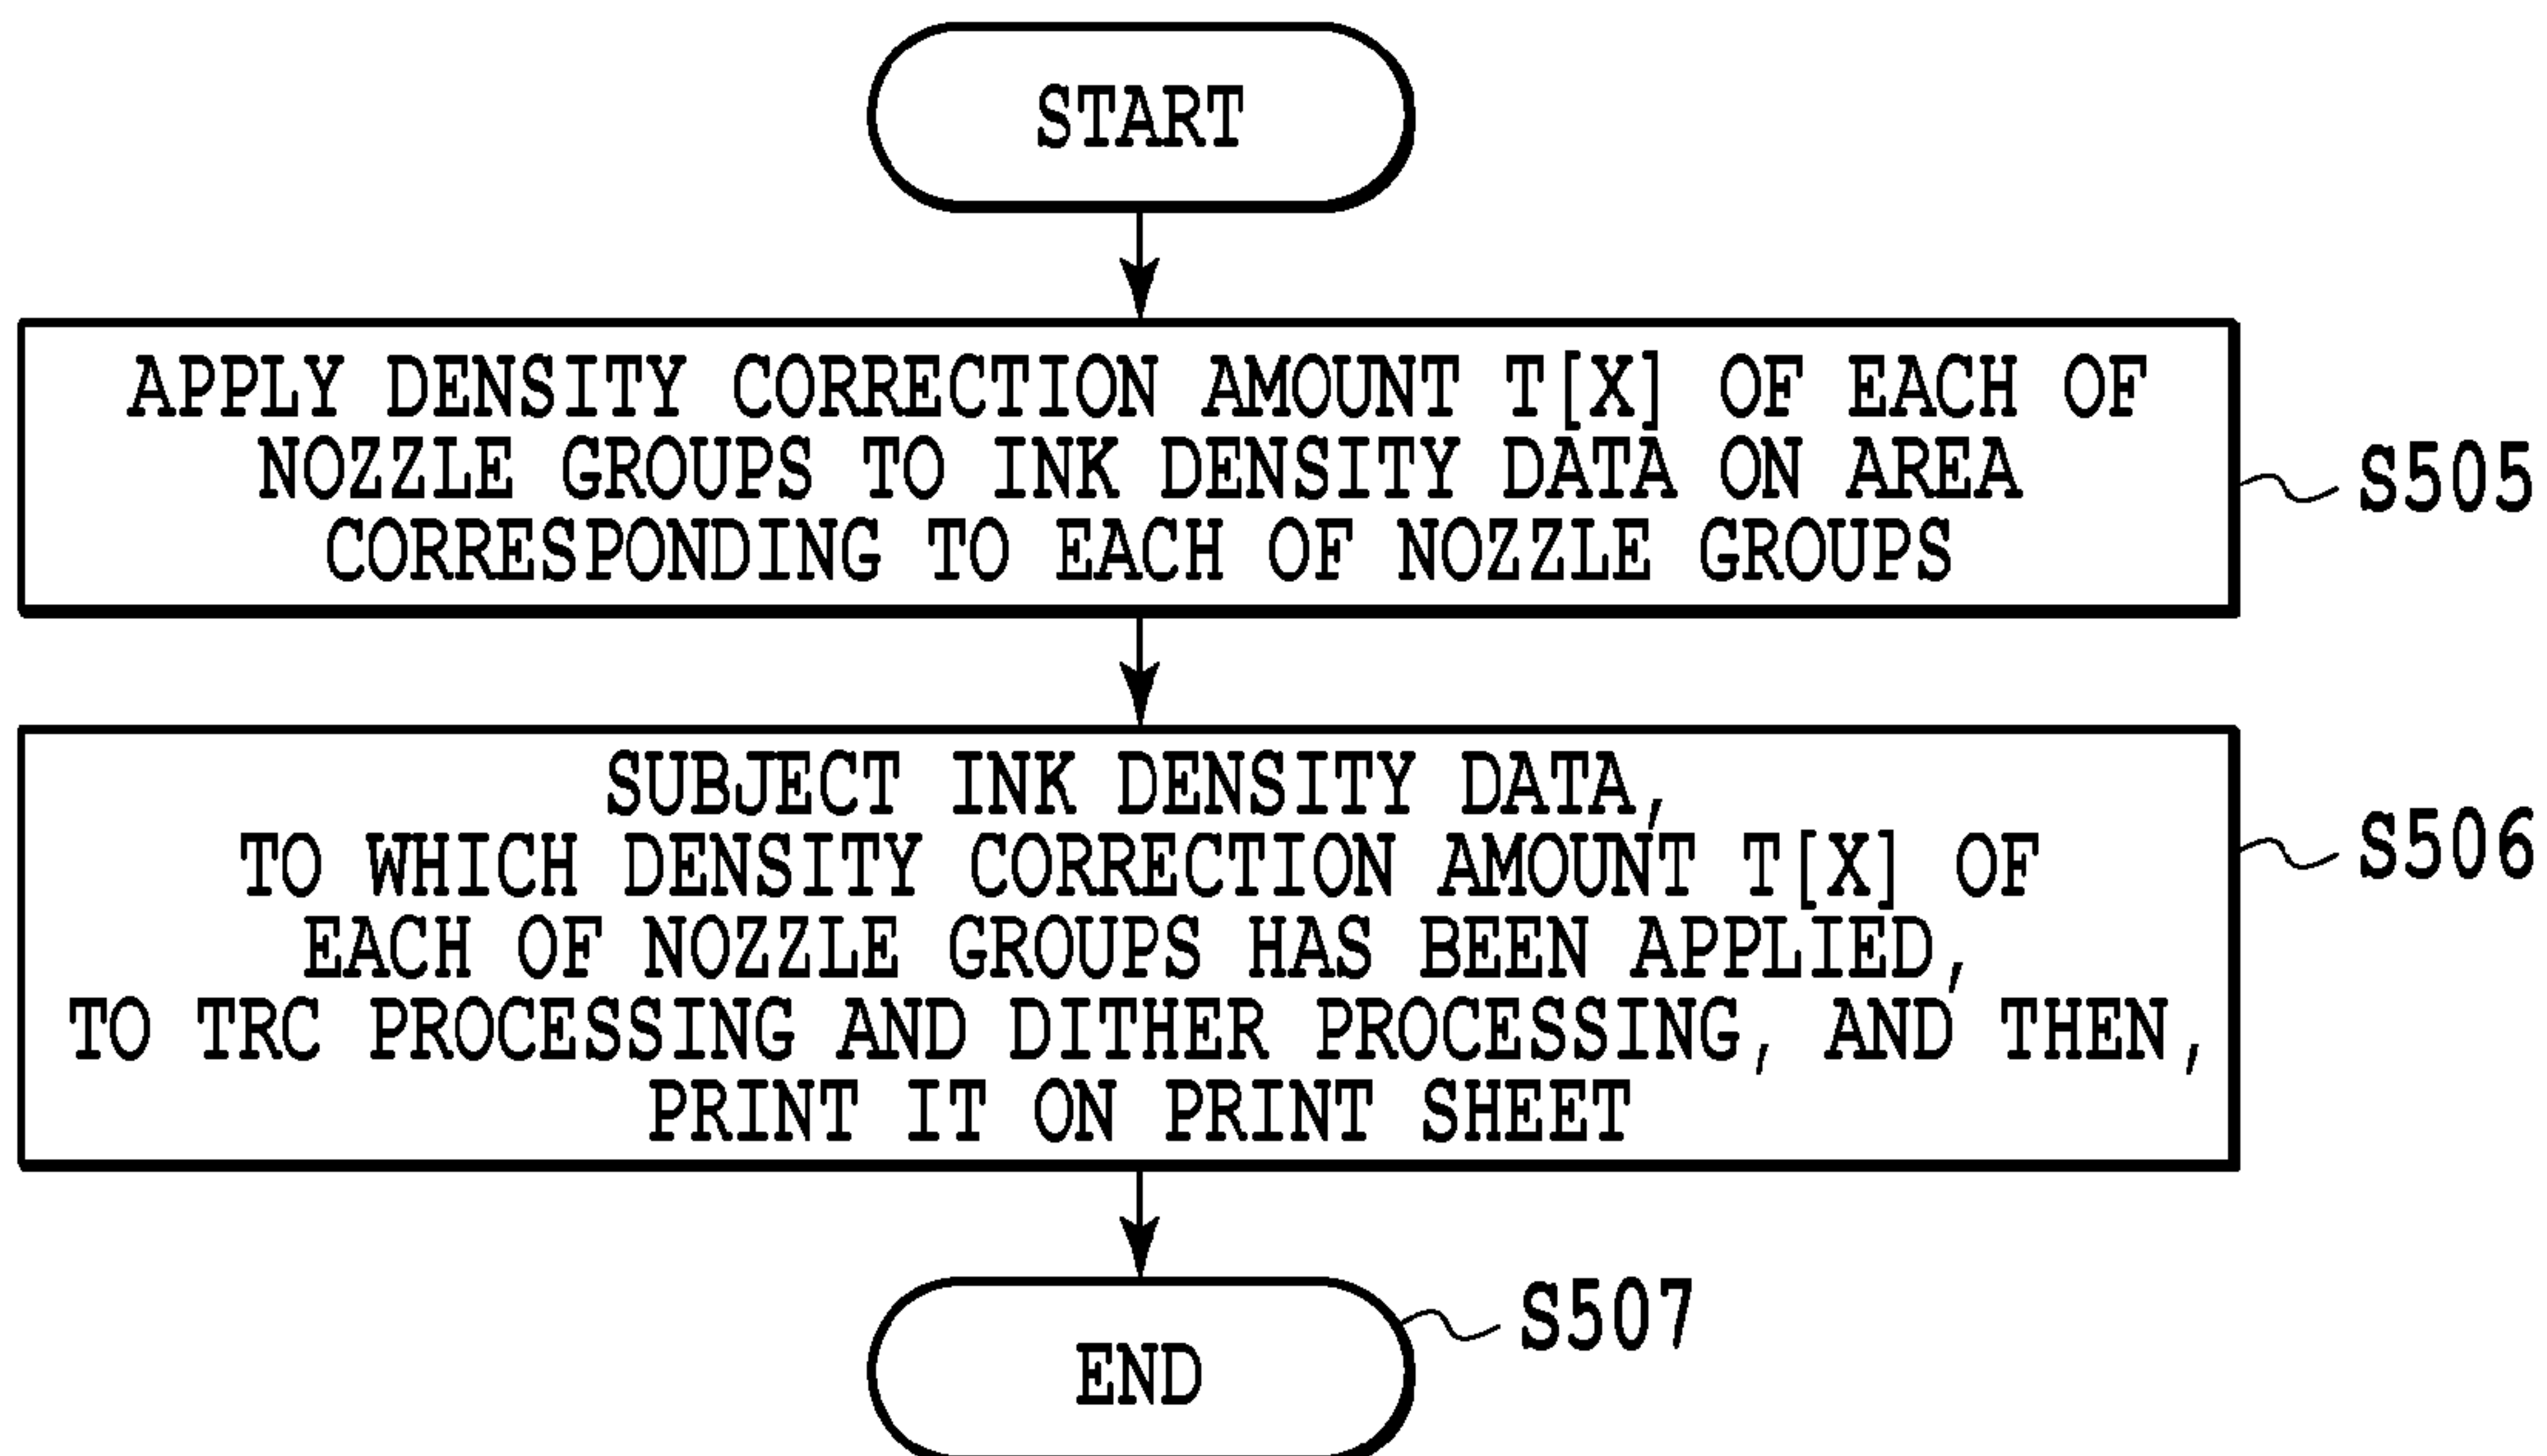 START
APPLY DENSITY CORRECTION AMOUNT T[X] OF EACH OF
NOZZLE GROUPS TO INK DENSITY DATA ON AREA
CORRESPONDING TO EACH OF NOZZLE GROUPS
S505
SUBJECT INK DENSITY DATA,
TO WHICH DENSITY CORRECTION AMOUNT T[X] OF
EACH OF NOZZLE GROUPS HAS BEEN APPLIED,
TO TRC PROCESSING AND DITHER PROCESSING, AND THEN,
PRINT IT ON PRINT SHEET
S506
END
S507